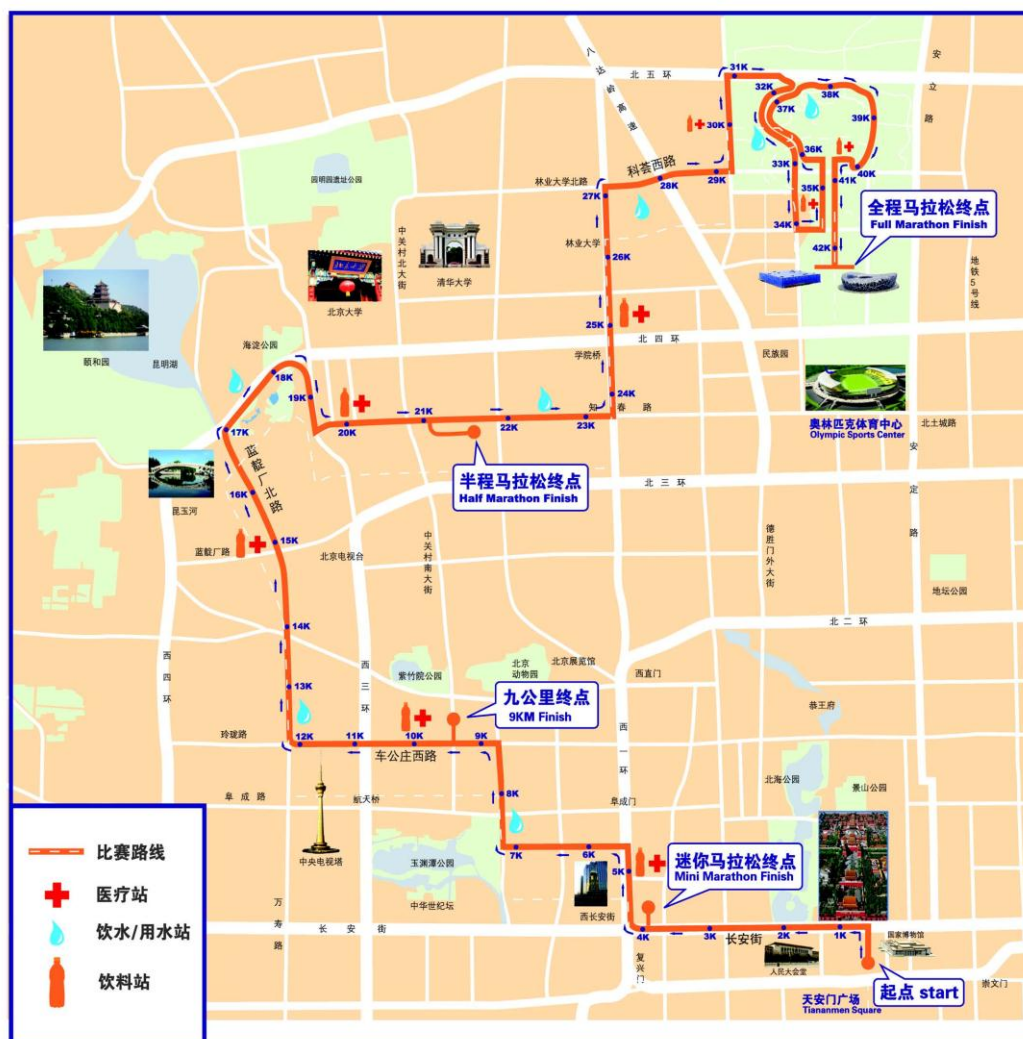 北五环
八达岭高速
安立路
31K
32K
37K
38K
39K
30K
36K
33K
40K
41K
35K
34K
42K
科荟西路
29K
28K
林业大学北路
27K
全程马拉松终点
Full Marathon Finish
圆明园遗址公园
中关村北大街
清华大学
北京大学
林业大学
26K
地铁5号线
25K
北四环
学院桥
民族园
颐和园
昆明湖
海淀公园
18K
19K
24K
知春路
20K
21K
22K
23K
奥林匹克体育中心
Olympic Sports Center
北土城路
17K
蓝靛厂北路
半程马拉松终点
Half Marathon Finish
北三环
安定路
16K
昆玉河
15K
蓝靛厂路
北京电视台
中关村南大街
德胜门外大街
地坛公园
14K
北二环
西四环
西三环
紫竹院公园
北京动物园
北京展览馆
西直门
13K
九公里终点
9KM Finish
恭王府
西二环
玲珑路
12K
11K
10K
9K
车公庄西路
8K
阜成路
航天桥
阜成门
北海公园
景山公园
中央电视塔
玉渊潭公园
7K
6K
5K
迷你马拉松终点
Mini Marathon Finish
中华世纪坛
西长安街
万寿路
长安街
4K
3K
2K
1K
长安街
复兴门
人民大会堂
国家博物馆
起点 start
崇文门
天安门广场
Tiananmen Square
比赛路线
医疗站
饮水/用水站
饮料站